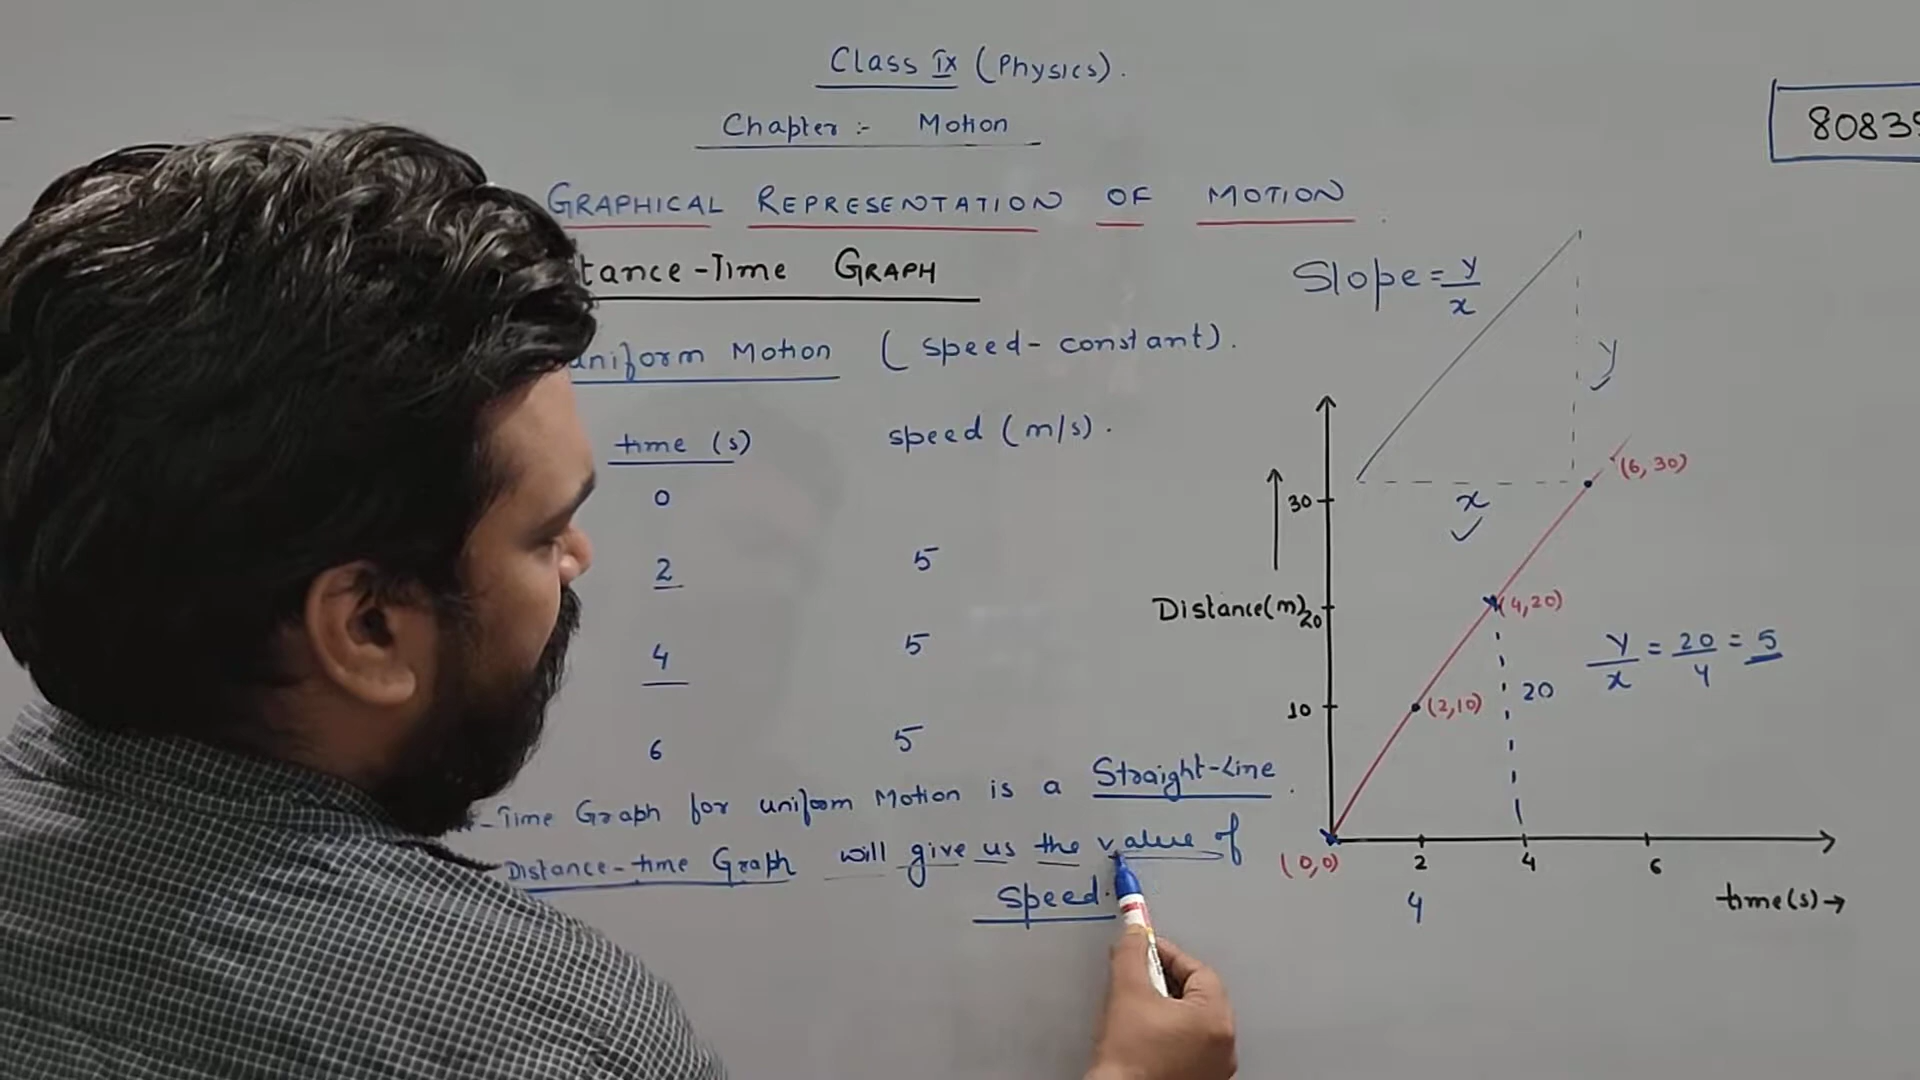 Class IX (Physics).
Chapter :- Motion
8083
GRAPHICAL REPRESENTATION OF MOTION
tance-Time GRAPH
Slope = y/x
uniform Motion (speed-constant).
y
time (s) speed (m/s).
0
2 5
4 5
6 5
x
(6, 30)
30
Distance(m)
20
(4,20)
y/x = 20/4 = 5
20
10
(2,10)
-Time Graph for uniform Motion is a Straight-Line.
Distance-time Graph will give us the value of
speed.
(0,0)
2 4 6
4
time(s) →